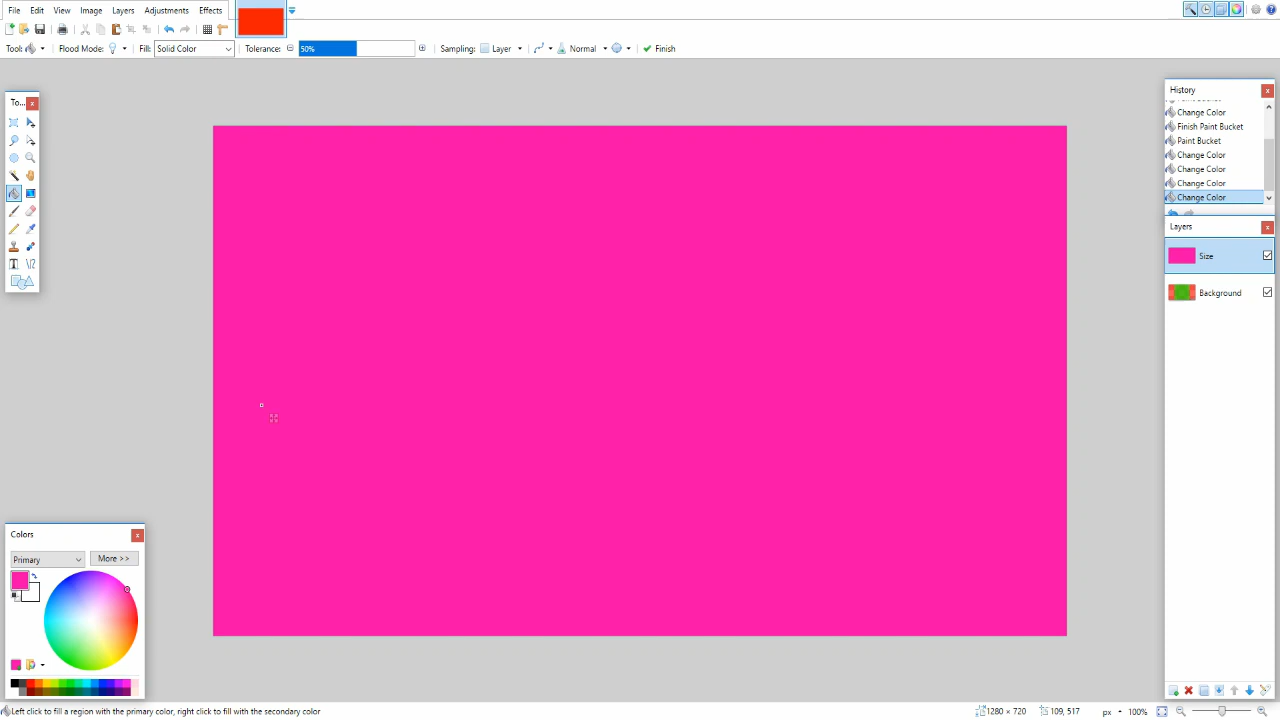 File Edit View Image Layers Adjustments Effects
Tool: Flood Mode: Fill: Solid Color Tolerance: 50% Sampling: Layer Normal Finish
To...
History
Change Color
Finish Paint Bucket
Paint Bucket
Change Color
Change Color
Change Color
Change Color
Layers
Size
Background
Colors
Primary More >>
Left click to fill a region with the primary color, right click to fill with the secondary color 1280 × 720 109, 517 px 100%